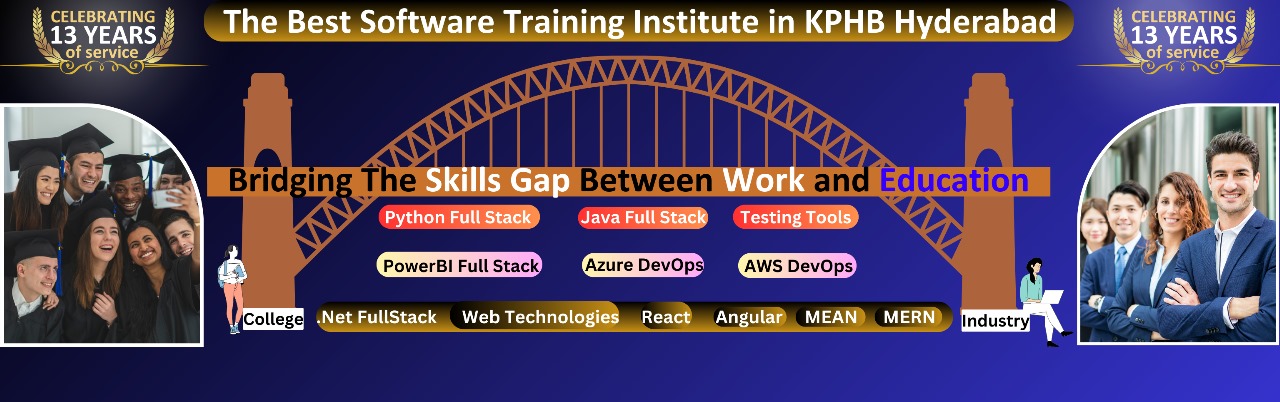 CELEBRATING
13 YEARS
of service
The Best Software Training Institute in KPHB Hyderabad
CELEBRATING
13 YEARS
of service
Bridging The Skills Gap Between Work and Education
Python Full Stack
Java Full Stack
Testing Tools
PowerBI Full Stack
Azure DevOps
AWS DevOps
College
.Net FullStack
Web Technologies
React
Angular
MEAN
MERN
Industry